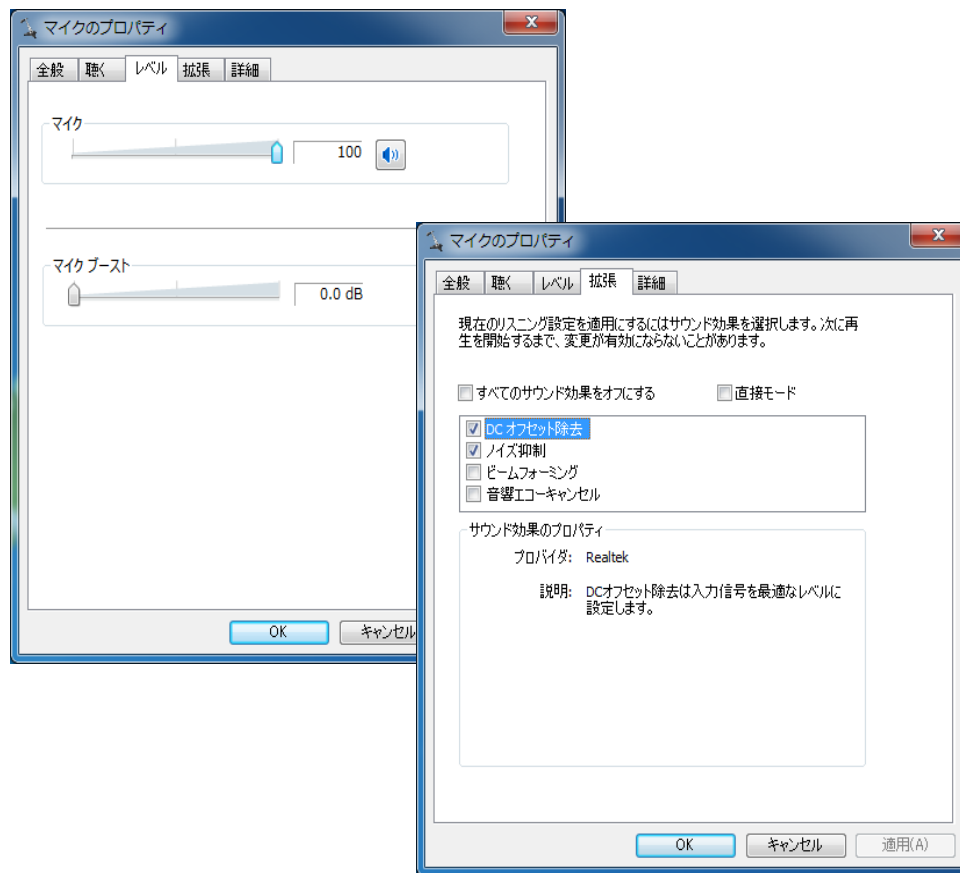 マイクのプロパティ
全般
聴く
レベル
拡張
詳細
マイク
100
マイク ブースト
0.0 dB
OK
キャンセル
マイクのプロパティ
全般
聴く
レベル
拡張
詳細
現在のリスニング設定を適用にするにはサウンド効果を選択します。次に再
生を開始するまで、変更が有効にならないことがあります。
すべてのサウンド効果をオフにする
直接モード
DC オフセット除去
ノイズ抑制
ビームフォーミング
音響エコーキャンセル
サウンド効果のプロパティ
プロバイダ: Realtek
説明: DCオフセット除去は入力信号を最適なレベルに
設定します。
OK
キャンセル
適用(A)